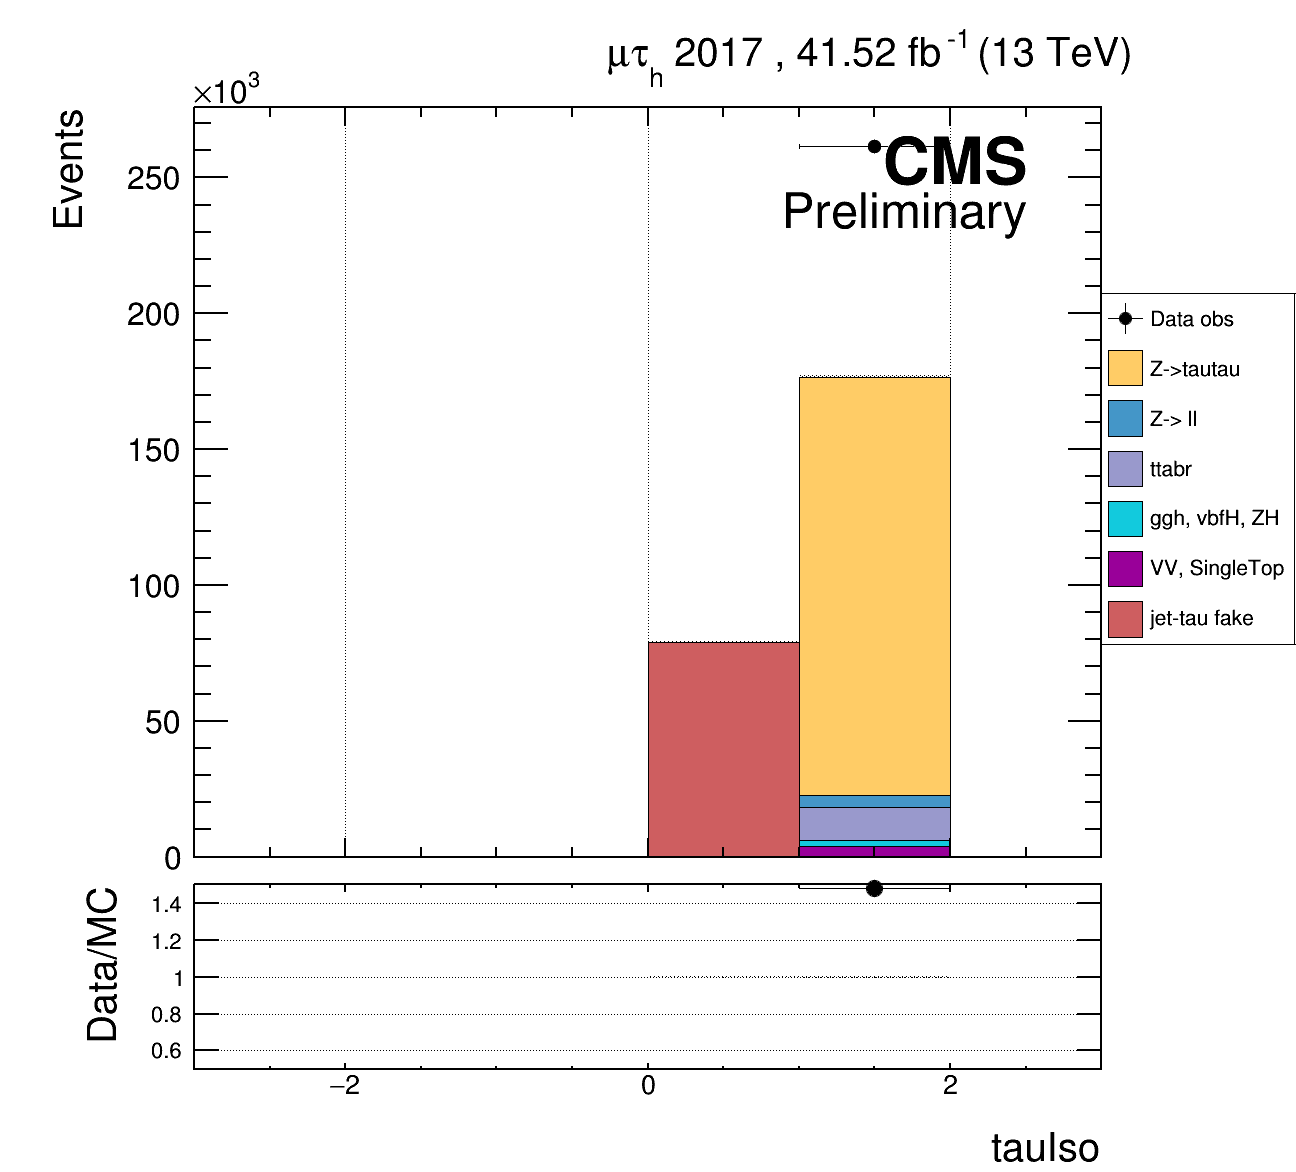 μτh 2017 , 41.52 fb-1 (13 TeV)
×103
Events
CMS
Preliminary
250
200
150
100
50
0
Data obs
Z->tautau
Z-> ll
ttabr
ggh, vbfH, ZH
VV, SingleTop
jet-tau fake
Data/MC
1.4
1.2
1
0.8
0.6
−2 0 2
tauIso